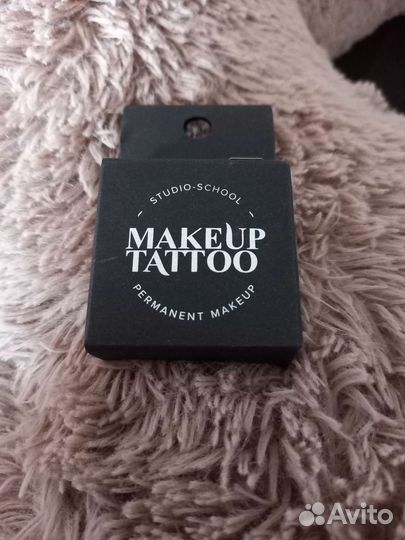 STUDIO-SCHOOL
MAKEUP
TATTOO
PERMANENT MAKEUP
Avito